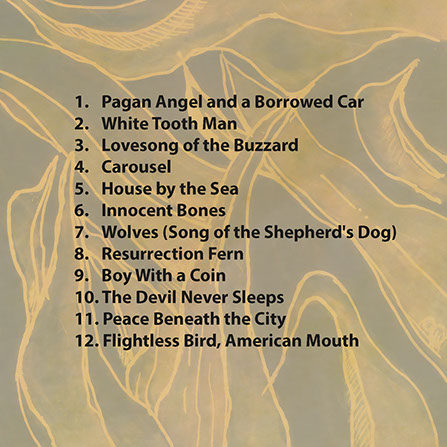 1. Pagan Angel and a Borrowed Car
2. White Tooth Man
3. Lovesong of the Buzzard
4. Carousel
5. House by the Sea
6. Innocent Bones
7. Wolves (Song of the Shepherd's Dog)
8. Resurrection Fern
9. Boy With a Coin
10. The Devil Never Sleeps
11. Peace Beneath the City
12. Flightless Bird, American Mouth